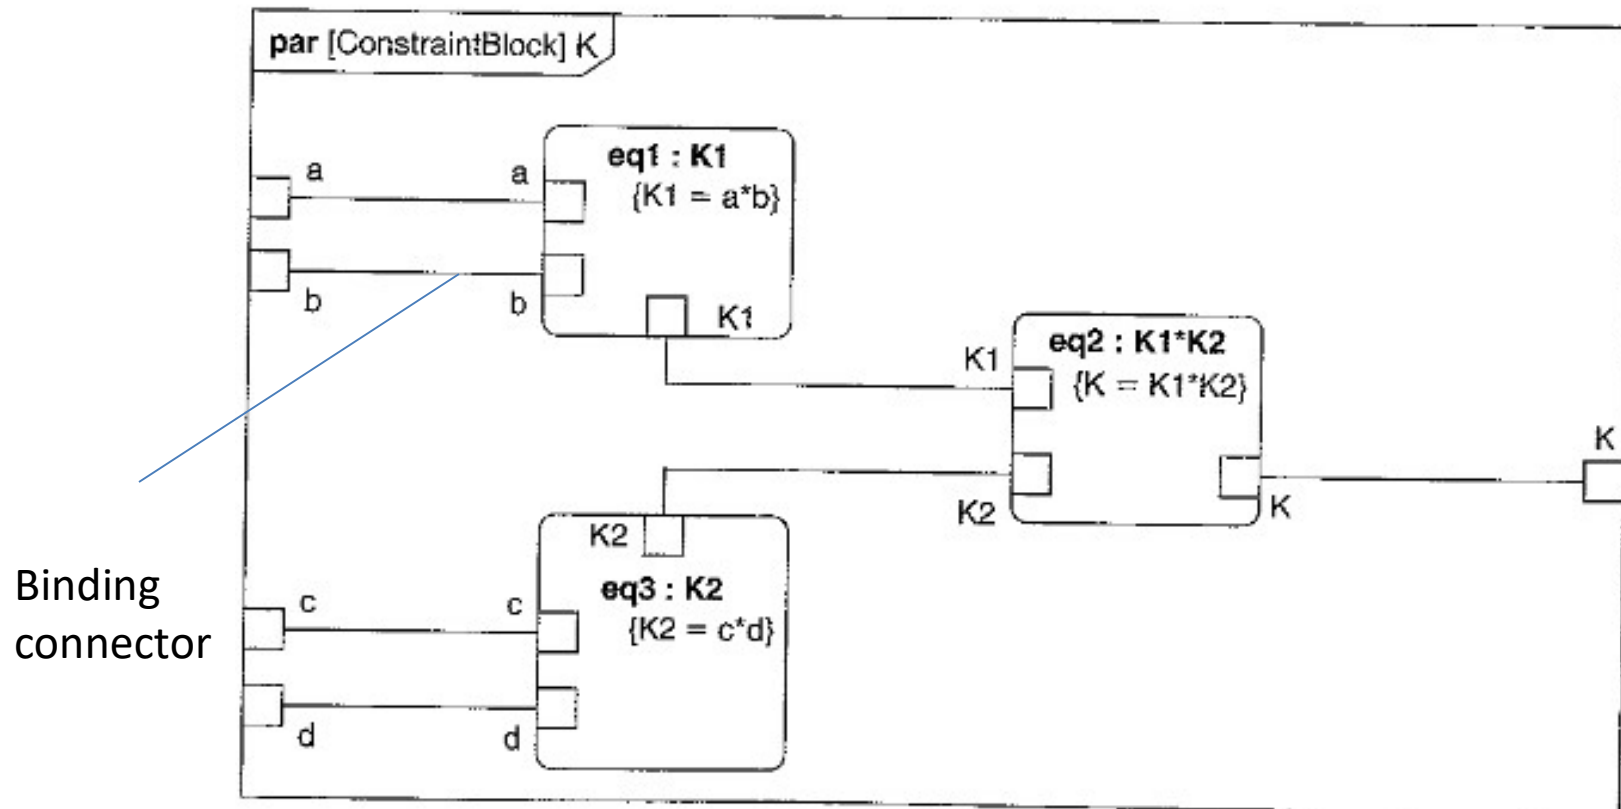 par [ConstraintBlock] K
a
a
eq1 : K1
{K1 = a*b}
b
b
K1
K1
eq2 : K1*K2
{K = K1*K2}
K
K2
K
K2
eq3 : K2
{K2 = c*d}
c
c
d
d
Binding
connector